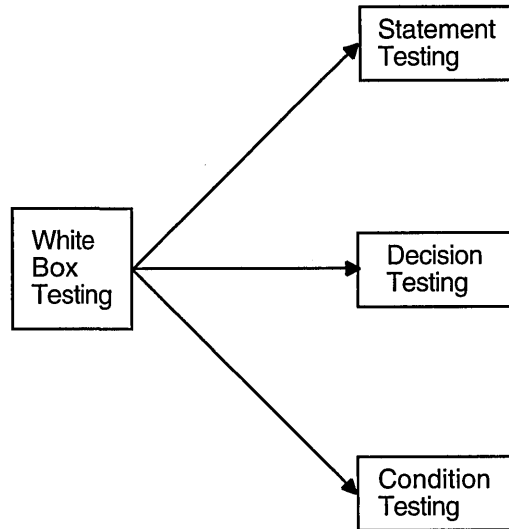 Statement
Testing
White
Box
Testing
Decision
Testing
Condition
Testing